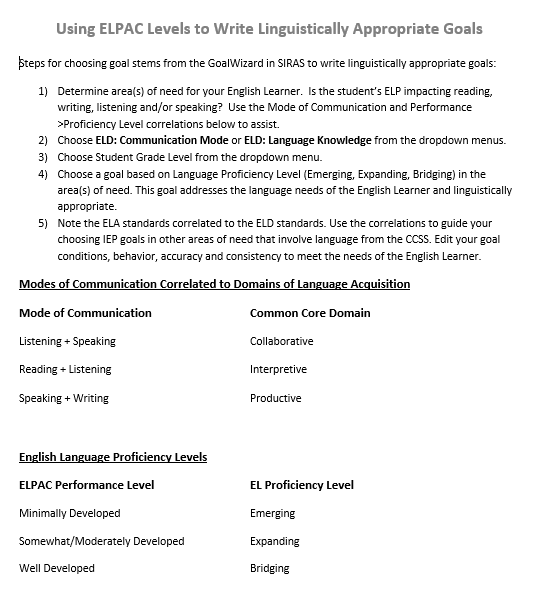 Using ELPAC Levels to Write Linguistically Appropriate Goals
Steps for choosing goal stems from the GoalWizard in SIRAS to write linguistically appropriate goals:
1) Determine area(s) of need for your English Learner. Is the student's ELP impacting reading,
writing, listening and/or speaking? Use the Mode of Communication and Performance
>Proficiency Level correlations below to assist.
2) Choose ELD: Communication Mode or ELD: Language Knowledge from the dropdown menus.
3) Choose Student Grade Level from the dropdown menu.
4) Choose a goal based on Language Proficiency Level (Emerging, Expanding, Bridging) in the
area(s) of need. This goal addresses the language needs of the English Learner and linguistically
appropriate.
5) Note the ELA standards correlated to the ELD standards. Use the correlations to guide your
choosing IEP goals in other areas of need that involve language from the CCSS. Edit your goal
conditions, behavior, accuracy and consistency to meet the needs of the English Learner.
Modes of Communication Correlated to Domains of Language Acquisition
Mode of Communication Common Core Domain
Listening + Speaking Collaborative
Reading + Listening Interpretive
Speaking + Writing Productive
English Language Proficiency Levels
ELPAC Performance Level EL Proficiency Level
Minimally Developed Emerging
Somewhat/Moderately Developed Expanding
Well Developed Bridging